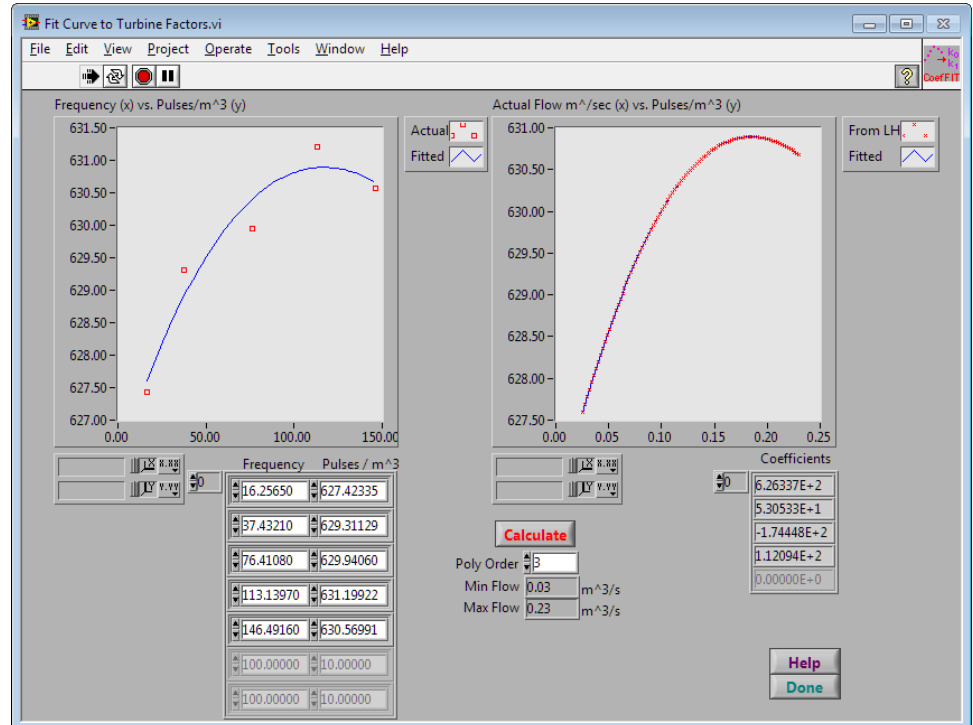 Fit Curve to Turbine Factors.vi
File Edit View Project Operate Tools Window Help
? k0 k1 CoefFIT
Frequency (x) vs. Pulses/m^3 (y)
631.50
631.00
630.50
630.00
629.50
629.00
628.50
628.00
627.50
627.00
0.00 50.00 100.00 150.00
Actual
Fitted
Actual Flow m^/sec (x) vs. Pulses/m^3 (y)
631.00
630.50
630.00
629.50
629.00
628.50
628.00
627.50
0.00 0.05 0.10 0.15 0.20 0.25
From LH
Fitted
X X.XX
Y Y.YY
0
Frequency Pulses / m^3
16.25650 627.42335
37.43210 629.31129
76.41080 629.94060
113.13970 631.19922
146.49160 630.56991
100.00000 10.00000
100.00000 10.00000
X X.XX
Y Y.YY
Calculate
Poly Order 3
Min Flow 0.03 m^3/s
Max Flow 0.23 m^3/s
Coefficients
0
6.26337E+2
5.30533E+1
-1.74448E+2
1.12094E+2
0.00000E+0
Help
Done